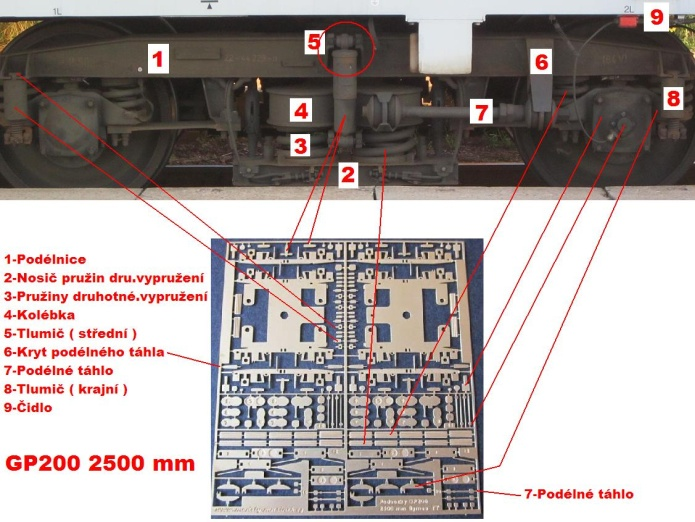 1L
2L
9
5
1
6
8
4
7
3
2
1-Podélnice
2-Nosič pružin dru.vypružení
3-Pružiny druhotné.vypružení
4-Kolébka
5-Tlumič ( střední )
6-Kryt podélného táhla
7-Podélné táhlo
8-Tlumič ( krajní )
9-Čidlo
GP200 2500 mm
7-Podélné táhlo